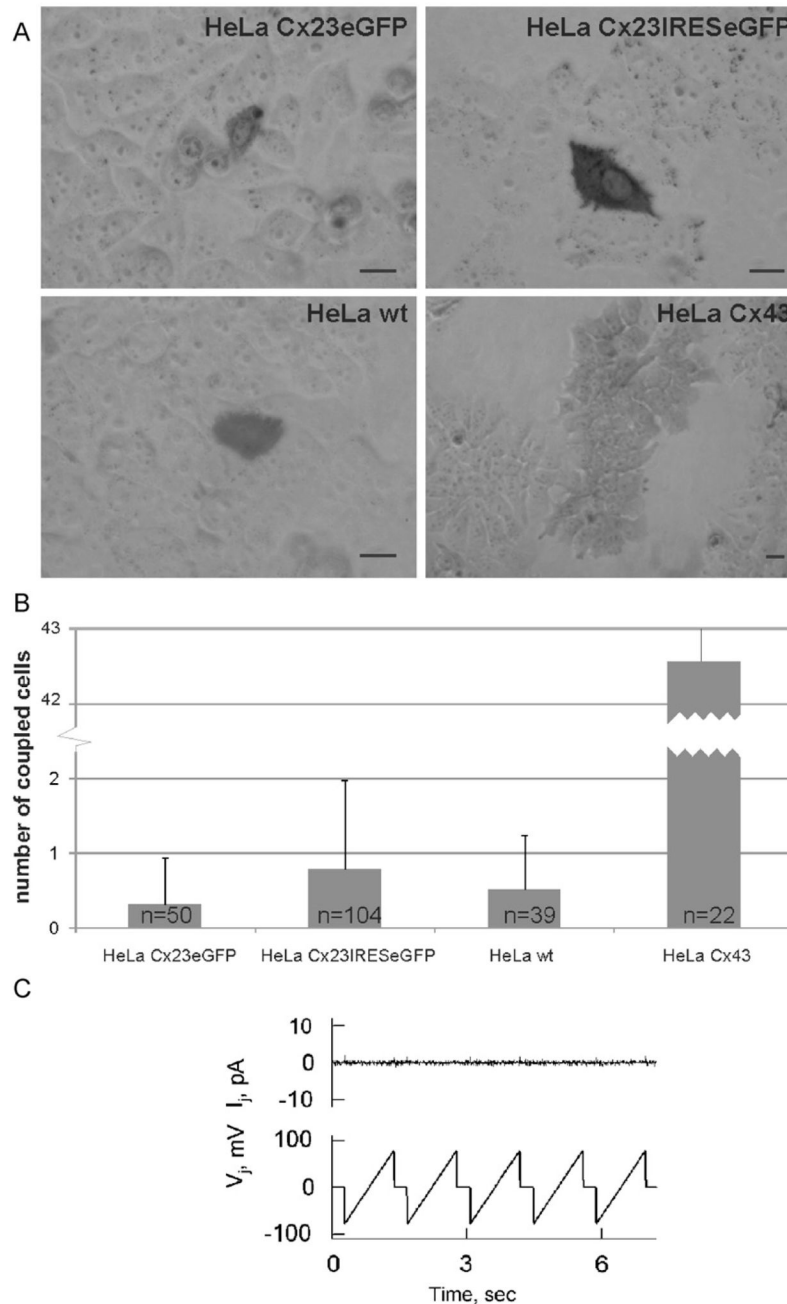 A
HeLa Cx23eGFP
HeLa Cx23IRESeGFP
HeLa wt
HeLa Cx43
B
number of coupled cells
43
42
2
1
0
n=50
n=104
n=39
n=22
HeLa Cx23eGFP
HeLa Cx23IRESeGFP
HeLa wt
HeLa Cx43
C
Ij, pA
10
0
-10
Vj, mV
100
0
-100
0
3
6
Time, sec